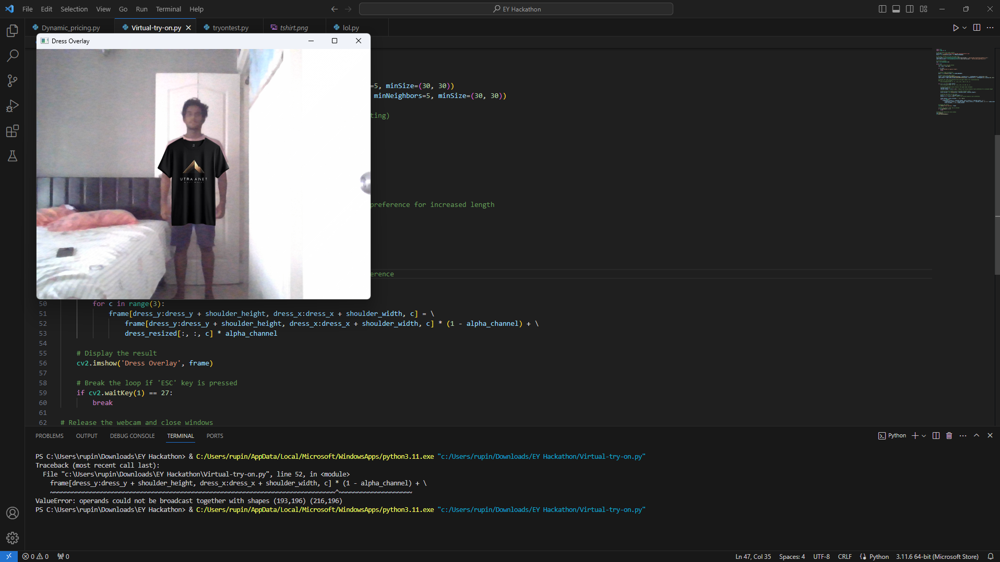 File Edit Selection View Go Run Terminal Help
EY Hackathon
Dynamic_pricing.py Virtual-try-on.py tryontest.py tshirt.png lol.py
Dress Overlay
=5, minSize=(30, 30))
minNeighbors=5, minSize=(30, 30))
ting)
preference for increased length
erence
UTRA ANET
50 for c in range(3):
51 frame[dress_y:dress_y + shoulder_height, dress_x:dress_x + shoulder_width, c] = \
52 frame[dress_y:dress_y + shoulder_height, dress_x:dress_x + shoulder_width, c] * (1 - alpha_channel) + \
53 dress_resized[:, :, c] * alpha_channel
54
55 # Display the result
56 cv2.imshow('Dress Overlay', frame)
57
58 # Break the loop if 'ESC' key is pressed
59 if cv2.waitKey(1) == 27:
60 break
61
62 # Release the webcam and close windows
PROBLEMS OUTPUT DEBUG CONSOLE TERMINAL PORTS
Python
PS C:\Users\rupin\Downloads\EY Hackathon> & C:/Users/rupin/AppData/Local/Microsoft/WindowsApps/python3.11.exe "c:/Users/rupin/Downloads/EY Hackathon/Virtual-try-on.py"
Traceback (most recent call last):
File "c:\Users\rupin\Downloads\EY Hackathon\Virtual-try-on.py", line 52, in <module>
frame[dress_y:dress_y + shoulder_height, dress_x:dress_x + shoulder_width, c] * (1 - alpha_channel) + \
~~~~~~~~~~~~~~~~~~~~~~~~~~~~~~~~~~~~~~~~~~~~~~~~~~~~~~~~~~~~~~~~~~~~~~~~~~~~~~^~~~~~~~~~~~~~~~~~~~~
ValueError: operands could not be broadcast together with shapes (193,196) (216,196)
PS C:\Users\rupin\Downloads\EY Hackathon> & C:/Users/rupin/AppData/Local/Microsoft/WindowsApps/python3.11.exe "c:/Users/rupin/Downloads/EY Hackathon/Virtual-try-on.py"
0 0 0 Ln 47, Col 35 Spaces: 4 UTF-8 CRLF Python 3.11.6 64-bit (Microsoft Store)